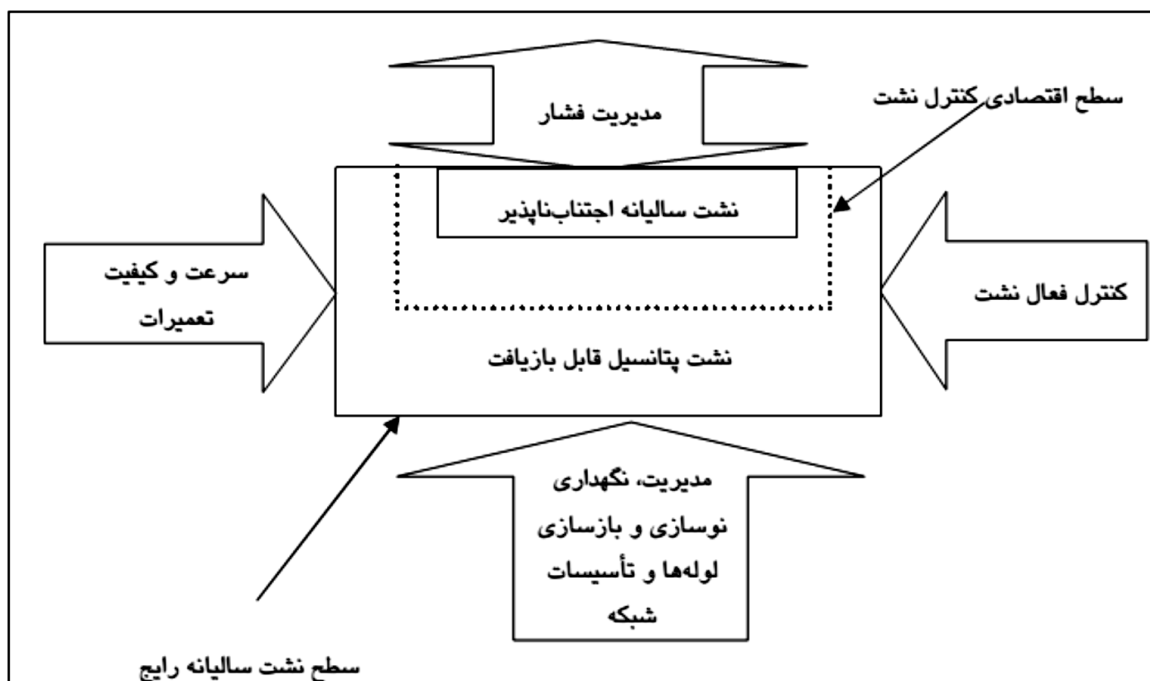 مدیریت فشار
سطح اقتصادی کنترل نشت
نشت سالیانه اجتناب‌ناپذیر
سرعت و کیفیت
تعمیرات
کنترل فعال نشت
نشت پتانسیل قابل بازیافت
مدیریت، نگهداری
نوسازی و بازسازی
لوله‌ها و تأسیسات
شبکه
سطح نشت سالیانه رایج